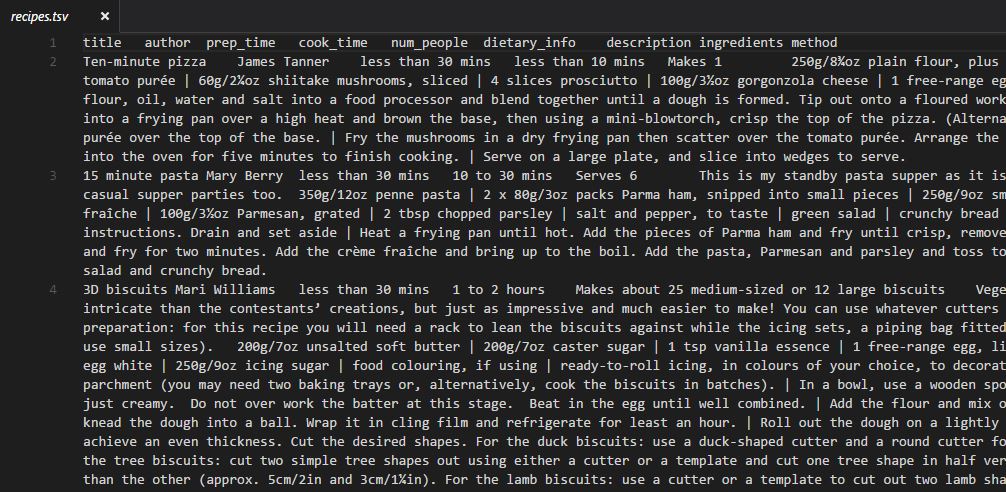 recipes.tsv ×
1 title author prep_time cook_time num_people dietary_info description ingredients method
2 Ten-minute pizza James Tanner less than 30 mins less than 10 mins Makes 1 250g/8¾oz plain flour, plus
tomato purée | 60g/2¼oz shiitake mushrooms, sliced | 4 slices prosciutto | 100g/3½oz gorgonzola cheese | 1 free-range eg
flour, oil, water and salt into a food processor and blend together until a dough is formed. Tip out onto a floured work
into a frying pan over a high heat and brown the base, then using a mini-blowtorch, crisp the top of the pizza. (Alterna
purée over the top of the base. | Fry the mushrooms in a dry frying pan then scatter over the tomato purée. Arrange the
into the oven for five minutes to finish cooking. | Serve on a large plate, and slice into wedges to serve.
3 15 minute pasta Mary Berry less than 30 mins 10 to 30 mins Serves 6 This is my standby pasta supper as it is
casual supper parties too. 350g/12oz penne pasta | 2 x 80g/3oz packs Parma ham, snipped into small pieces | 250g/9oz sm
fraîche | 100g/3½oz Parmesan, grated | 2 tbsp chopped parsley | salt and pepper, to taste | green salad | crunchy bread
instructions. Drain and set aside | Heat a frying pan until hot. Add the pieces of Parma ham and fry until crisp, remove
and fry for two minutes. Add the crème fraîche and bring up to the boil. Add the pasta, Parmesan and parsley and toss to
salad and crunchy bread.
4 3D biscuits Mari Williams less than 30 mins 1 to 2 hours Makes about 25 medium-sized or 12 large biscuits Vege
intricate than the contestants’ creations, but just as impressive and much easier to make! You can use whatever cutters
preparation: for this recipe you will need a rack to lean the biscuits against while the icing sets, a piping bag fitted
use small sizes). 200g/7oz unsalted soft butter | 200g/7oz caster sugar | 1 tsp vanilla essence | 1 free-range egg, li
egg white | 250g/9oz icing sugar | food colouring, if using | ready-to-roll icing, in colours of your choice, to decorat
parchment (you may need two baking trays or, alternatively, cook the biscuits in batches). | In a bowl, use a wooden spo
just creamy. Do not over work the batter at this stage. Beat in the egg until well combined. | Add the flour and mix o
knead the dough into a ball. Wrap it in cling film and refrigerate for least an hour. | Roll out the dough on a lightly
achieve an even thickness. Cut the desired shapes. For the duck biscuits: use a duck-shaped cutter and a round cutter fo
the tree biscuits: cut two simple tree shapes out using either a cutter or a template and cut one tree shape in half ver
than the other (approx. 5cm/2in and 3cm/1¼in). For the lamb biscuits: use a cutter or a template to cut out two lamb sha